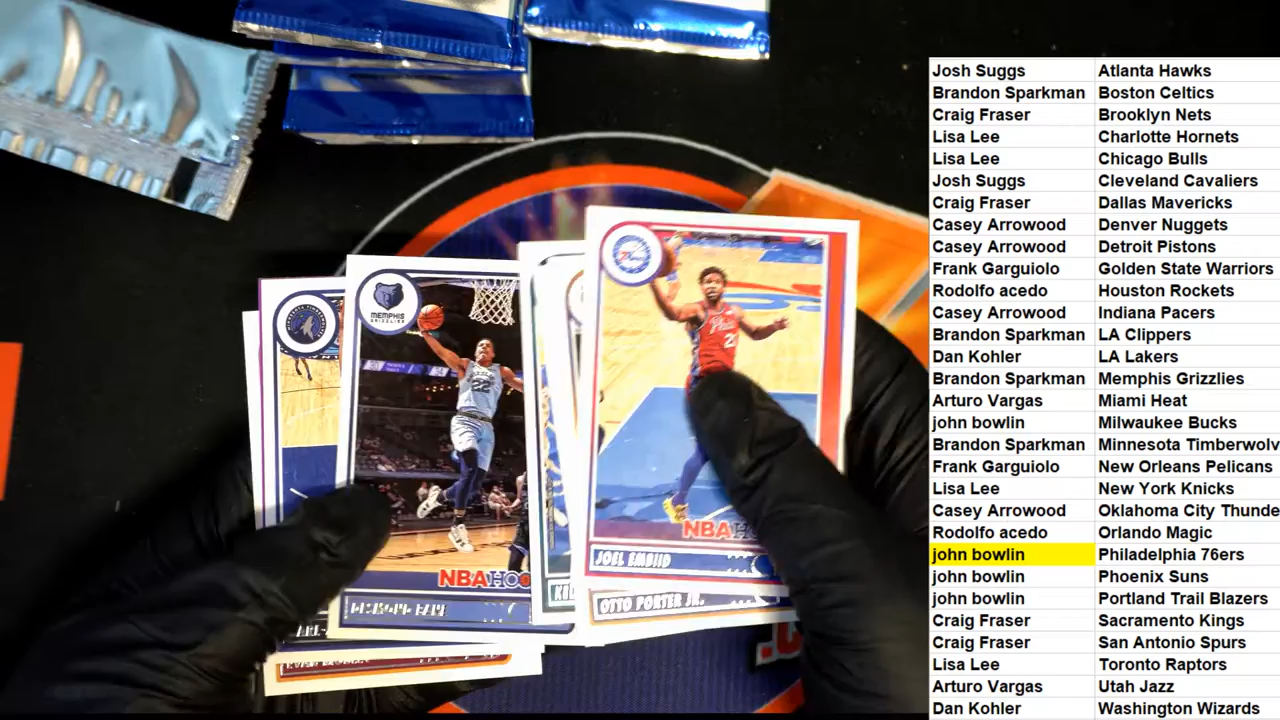 MEMPHIS
GRIZZLIES
22
NBAHOO
DESMOND BANE
NBAHO
JOEL EMBIID
OTTO PORTER JR.
Josh Suggs Atlanta Hawks
Brandon Sparkman Boston Celtics
Craig Fraser Brooklyn Nets
Lisa Lee Charlotte Hornets
Lisa Lee Chicago Bulls
Josh Suggs Cleveland Cavaliers
Craig Fraser Dallas Mavericks
Casey Arrowood Denver Nuggets
Casey Arrowood Detroit Pistons
Frank Garguiolo Golden State Warriors
Rodolfo acedo Houston Rockets
Casey Arrowood Indiana Pacers
Brandon Sparkman LA Clippers
Dan Kohler LA Lakers
Brandon Sparkman Memphis Grizzlies
Arturo Vargas Miami Heat
john bowlin Milwaukee Bucks
Brandon Sparkman Minnesota Timberwolv
Frank Garguiolo New Orleans Pelicans
Lisa Lee New York Knicks
Casey Arrowood Oklahoma City Thunde
Rodolfo acedo Orlando Magic
john bowlin Philadelphia 76ers
john bowlin Phoenix Suns
john bowlin Portland Trail Blazers
Craig Fraser Sacramento Kings
Craig Fraser San Antonio Spurs
Lisa Lee Toronto Raptors
Arturo Vargas Utah Jazz
Dan Kohler Washington Wizards